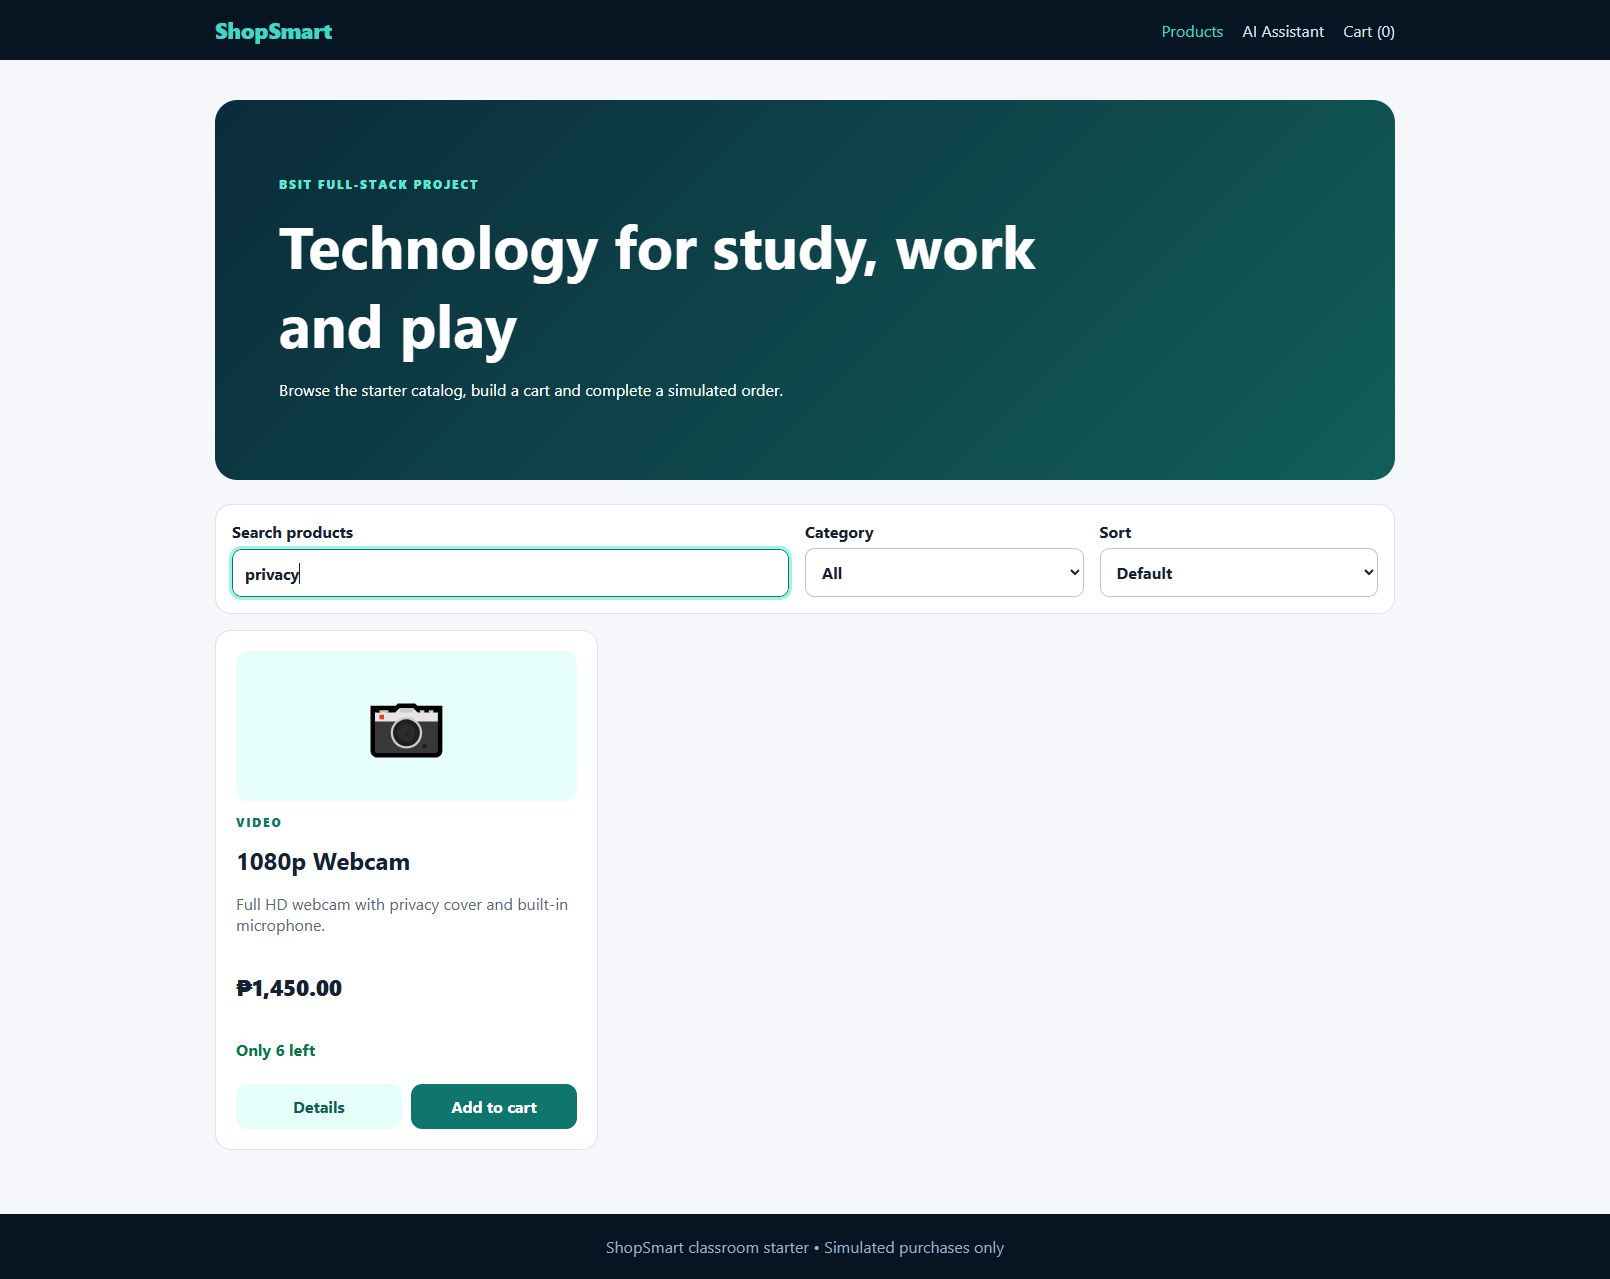 ShopSmart
Products AI Assistant Cart (0)
BSIT FULL-STACK PROJECT
Technology for study, work
and play
Browse the starter catalog, build a cart and complete a simulated order.
Search products
privacy
Category
All
Sort
Default
VIDEO
1080p Webcam
Full HD webcam with privacy cover and built-in
microphone.
₱1,450.00
Only 6 left
Details
Add to cart
ShopSmart classroom starter • Simulated purchases only